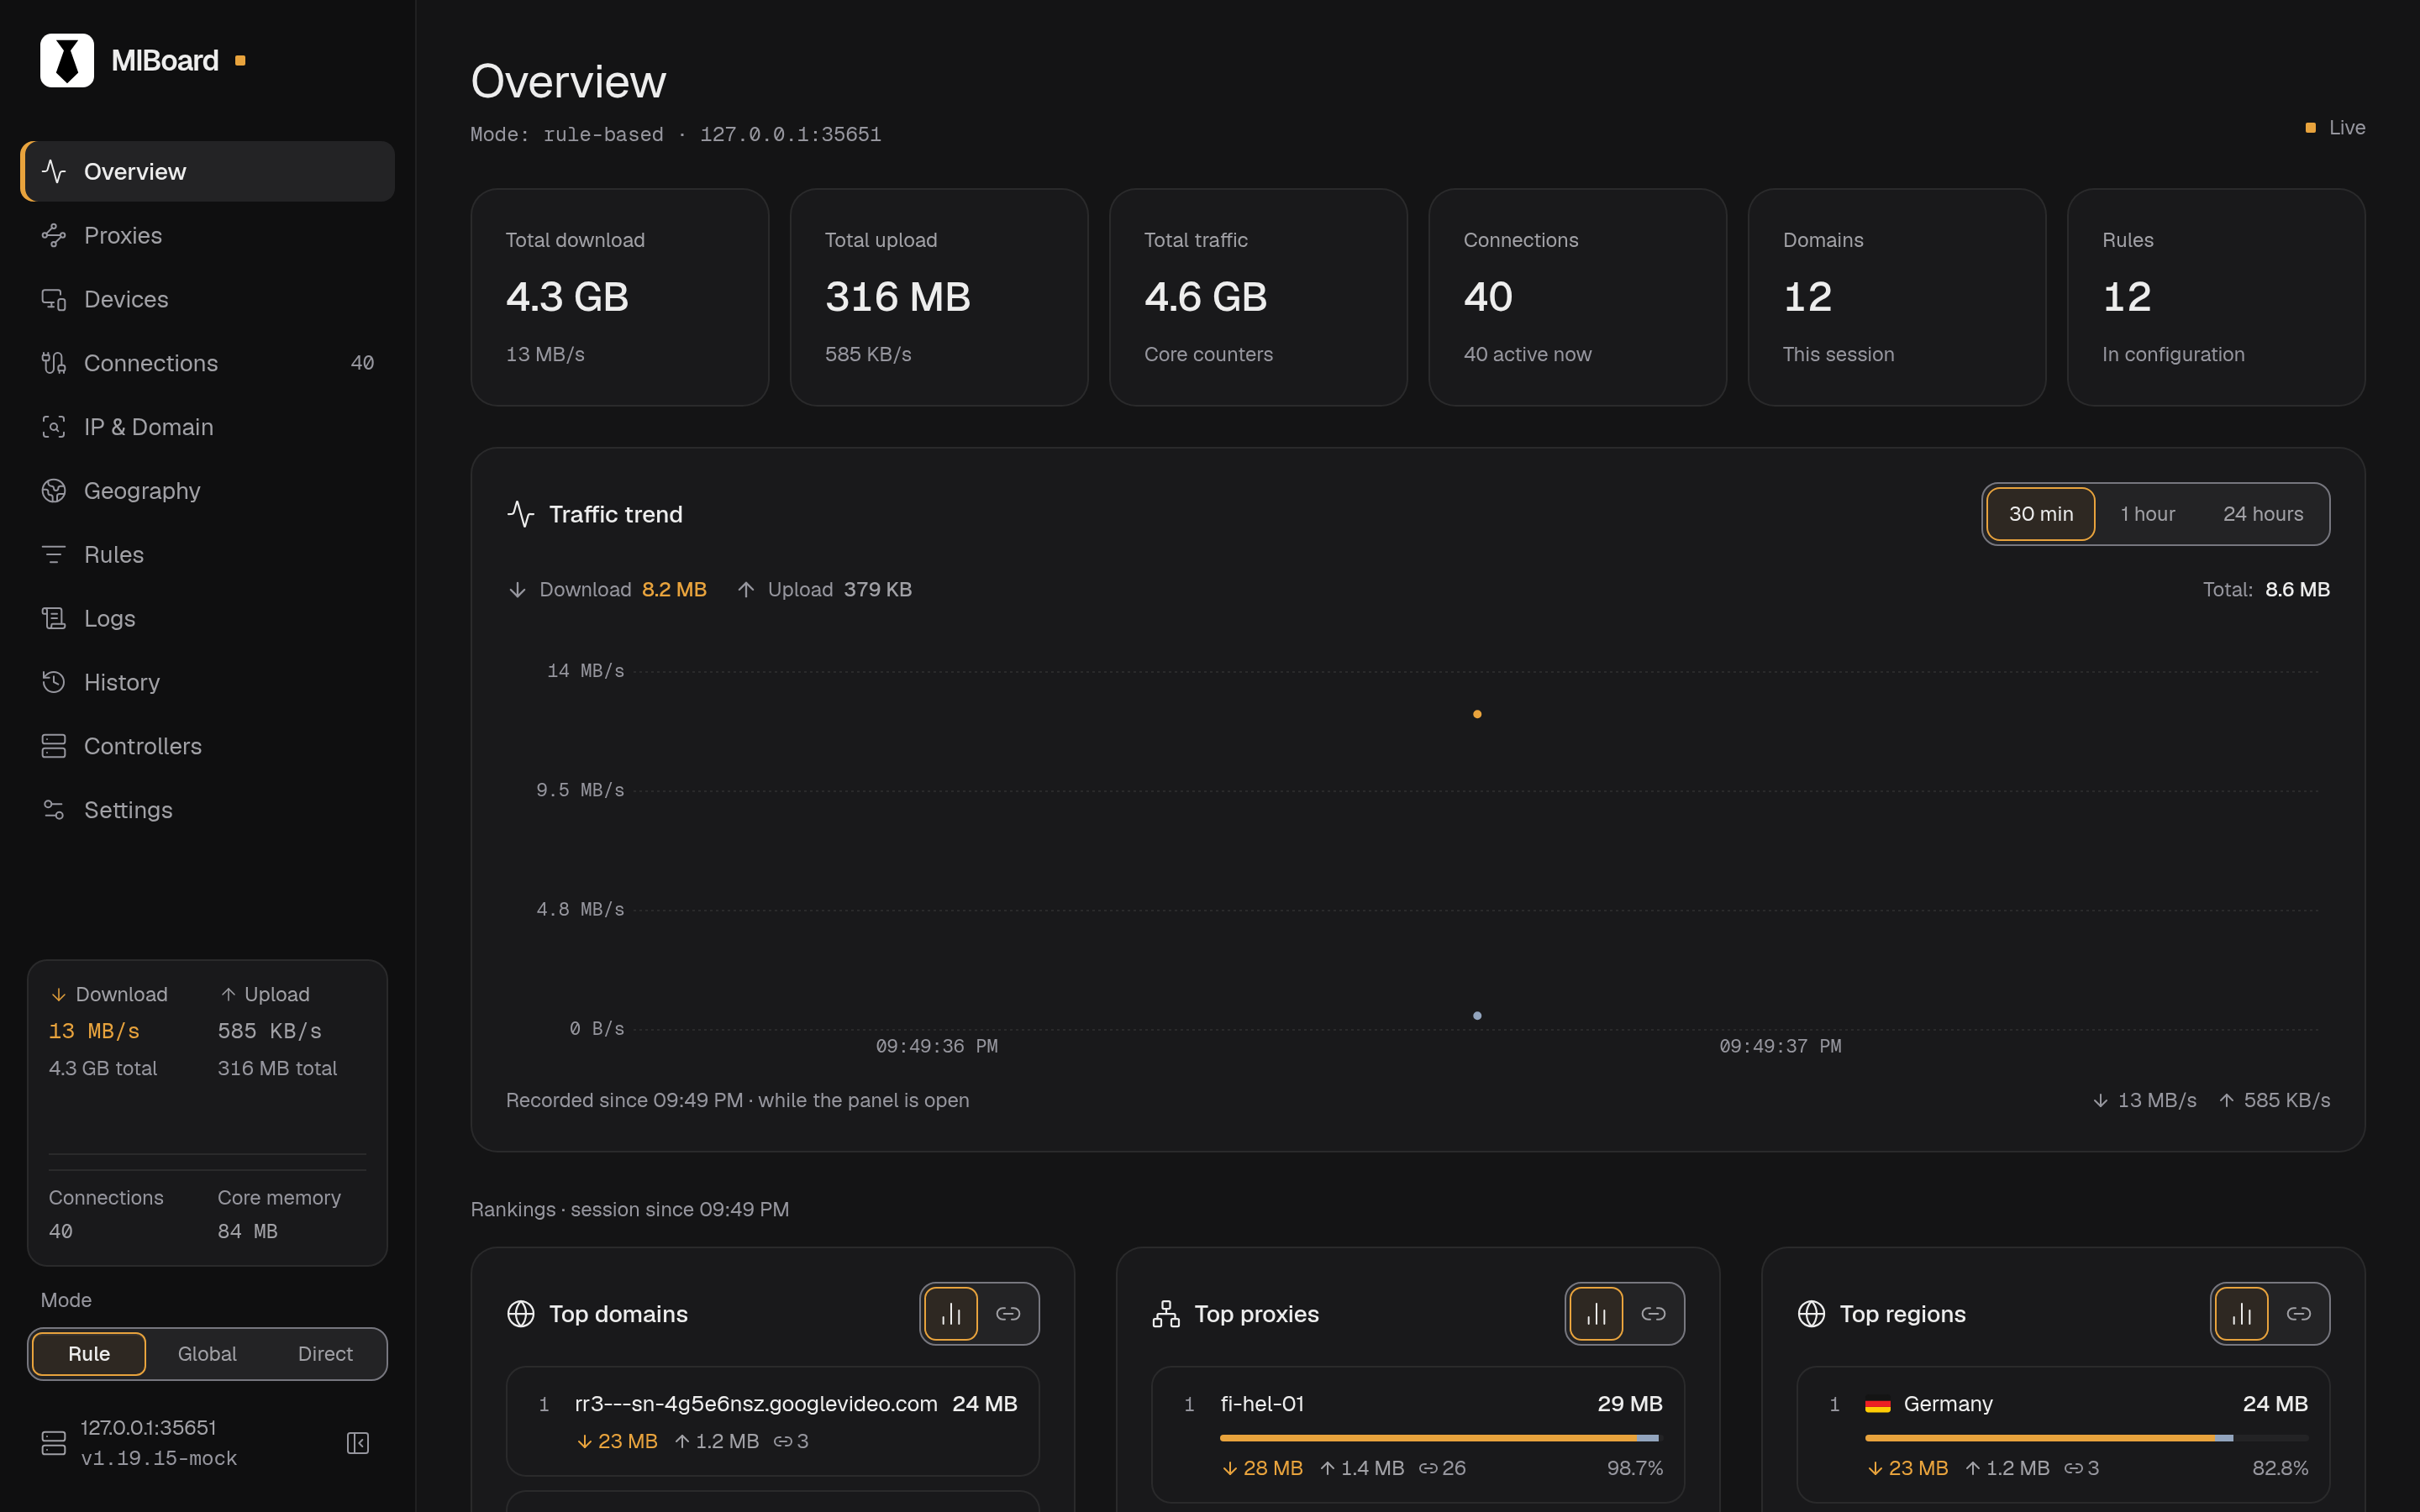 MIBoard
Overview
Proxies
Devices
Connections 40
IP & Domain
Geography
Rules
Logs
History
Controllers
Settings
Download Upload
13 MB/s 585 KB/s
4.3 GB total 316 MB total
Connections Core memory
40 84 MB
Mode
Rule Global Direct
127.0.0.1:35651
v1.19.15-mock
Overview
Mode: rule-based · 127.0.0.1:35651
Live
Total download
4.3 GB
13 MB/s
Total upload
316 MB
585 KB/s
Total traffic
4.6 GB
Core counters
Connections
40
40 active now
Domains
12
This session
Rules
12
In configuration
Traffic trend
30 min 1 hour 24 hours
Download 8.2 MB Upload 379 KB
Total: 8.6 MB
14 MB/s
9.5 MB/s
4.8 MB/s
0 B/s
09:49:36 PM 09:49:37 PM
Recorded since 09:49 PM · while the panel is open
13 MB/s 585 KB/s
Rankings · session since 09:49 PM
Top domains
1 rr3---sn-4g5e6nsz.googlevideo.com 24 MB
23 MB 1.2 MB 3
Top proxies
1 fi-hel-01 29 MB
28 MB 1.4 MB 26 98.7%
Top regions
1 Germany 24 MB
23 MB 1.2 MB 3 82.8%